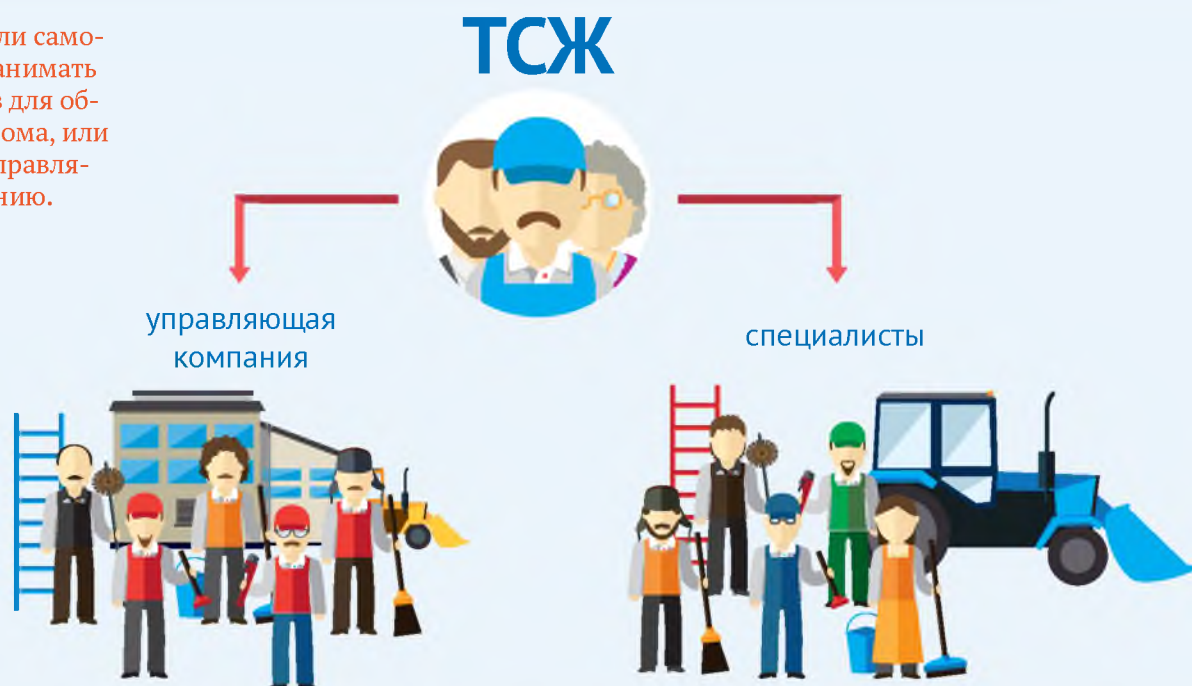 ли само-
анимать
в для об-
ома, или
правля-
нию.
ТСЖ
управляющая
компания
специалисты